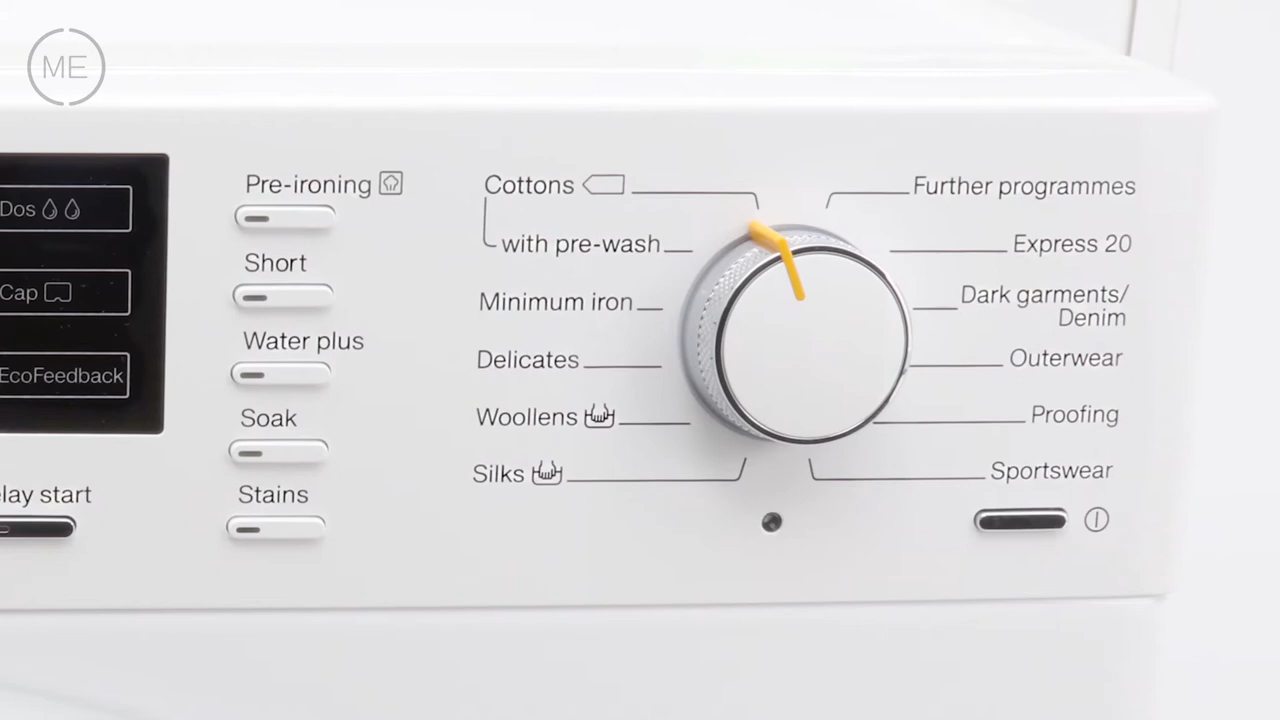 ME
Dos
Cap
EcoFeedback
elay start
Pre-ironing
Short
Water plus
Soak
Stains
Cottons
with pre-wash
Minimum iron
Delicates
Woollens
Silks
Further programmes
Express 20
Dark garments/
Denim
Outerwear
Proofing
Sportswear